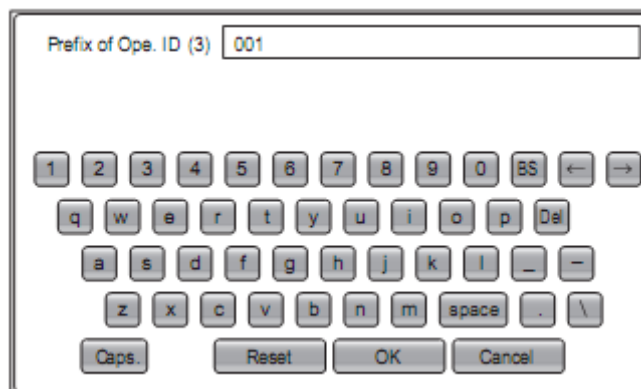 Prefix of Ope. ID (3) 001
1 2 3 4 5 6 7 8 9 0 BS ← →
q w e r t y u i o p Del
a s d f g h j k l _ −
z x c v b n m space . \
Caps. Reset OK Cancel